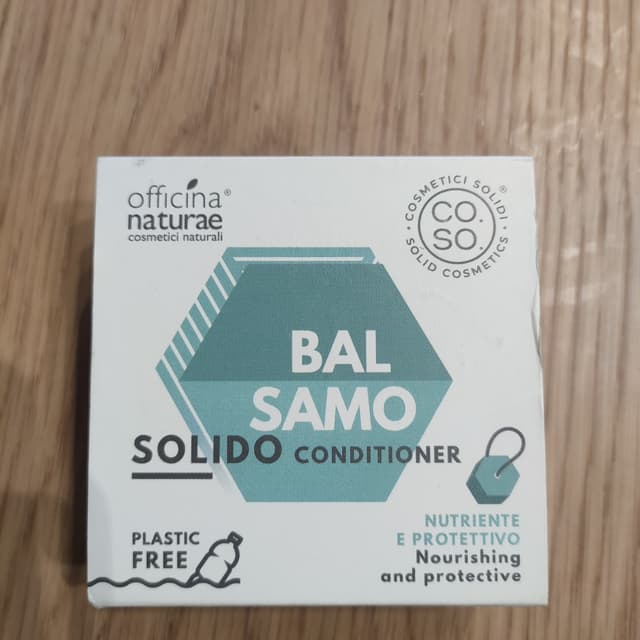 officina®
naturae
cosmetici naturali
COSMETICI SOLIDI ®
CO.
SO.
SOLID COSMETICS
BAL
SAMO
SOLIDO CONDITIONER
PLASTIC
FREE
NUTRIENTE
E PROTETTIVO
Nourishing
and protective